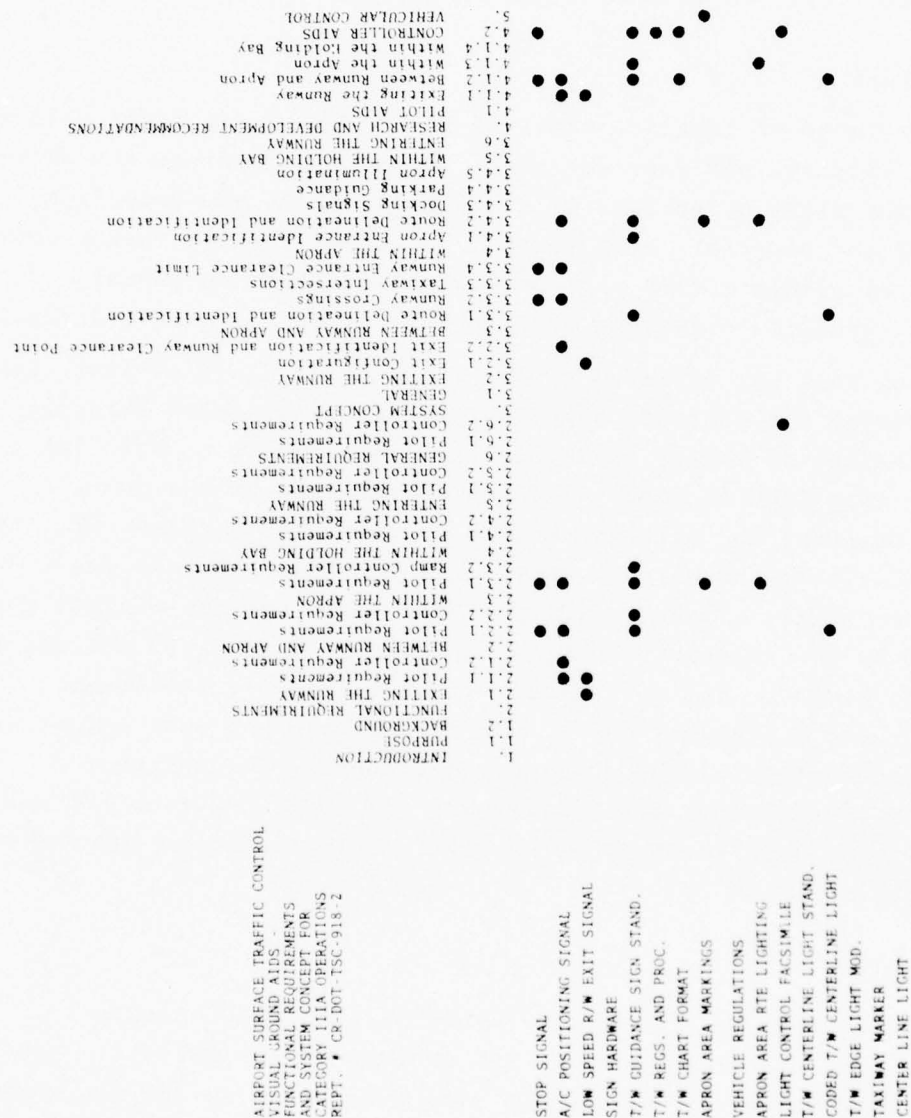 AIRPORT SURFACE TRAFFIC CONTROL
VISUAL GROUND AIDS -
FUNCTIONAL REQUIREMENTS
AND SYSTEM CONCEPT FOR
CATEGORY IIIA OPERATIONS
REPT. # CR-DOT-TSC-918-2
1. INTRODUCTION
1.1 PURPOSE
1.2 BACKGROUND
2. FUNCTIONAL REQUIREMENTS
2.1 EXITING THE RUNWAY
2.1.1 Pilot Requirements
2.1.2 Controller Requirements
2.2 BETWEEN RUNWAY AND APRON
2.2.1 Pilot Requirements
2.2.2 Controller Requirements
2.3 WITHIN THE APRON
2.3.1 Pilot Requirements
2.3.2 Ramp Controller Requirements
2.4 WITHIN THE HOLDING BAY
2.4.1 Pilot Requirements
2.4.2 Controller Requirements
2.5 ENTERING THE RUNWAY
2.5.1 Pilot Requirements
2.5.2 Controller Requirements
2.6 GENERAL REQUIREMENTS
2.6.1 Pilot Requirements
2.6.2 Controller Requirements
3. SYSTEM CONCEPT
3.1 GENERAL
3.2 EXITING THE RUNWAY
3.2.1 Exit Configuration
3.2.2 Exit Identification and Runway Clearance Point
3.3 BETWEEN RUNWAY AND APRON
3.3.1 Route Delineation and Identification
3.3.2 Runway Crossings
3.3.3 Taxiway Intersections
3.3.4 Runway Entrance Clearance Limit
3.4 WITHIN THE APRON
3.4.1 Apron Entrance Identification
3.4.2 Route Delineation and Identification
3.4.3 Docking Signals
3.4.4 Parking Guidance
3.4.5 Apron Illumination
3.5 WITHIN THE HOLDING BAY
3.6 ENTERING THE RUNWAY
4. RESEARCH AND DEVELOPMENT RECOMMENDATIONS
4.1 PILOT AIDS
4.1.1 Exiting the Runway
4.1.2 Between Runway and Apron
4.1.3 Within the Apron
4.1.4 Within the Holding Bay
4.2 CONTROLLER AIDS
5. VEHICULAR CONTROL
STOP SIGNAL
A/C POSITIONING SIGNAL
LOW SPEED R/W EXIT SIGNAL
SIGN HARDWARE
T/W GUIDANCE SIGN STAND.
T/W REGS. AND PROC.
T/W CHART FORMAT
PRON AREA MARKINGS
VEHICLE REGULATIONS
PRON AREA RTE LIGHTING
LIGHT CONTROL FACSIMILE
T/W CENTERLINE LIGHT STAND.
ODED T/W CENTERLINE LIGHT
T/W EDGE LIGHT MOD.
AXIWAY MARKER
ENTER LINE LIGHT